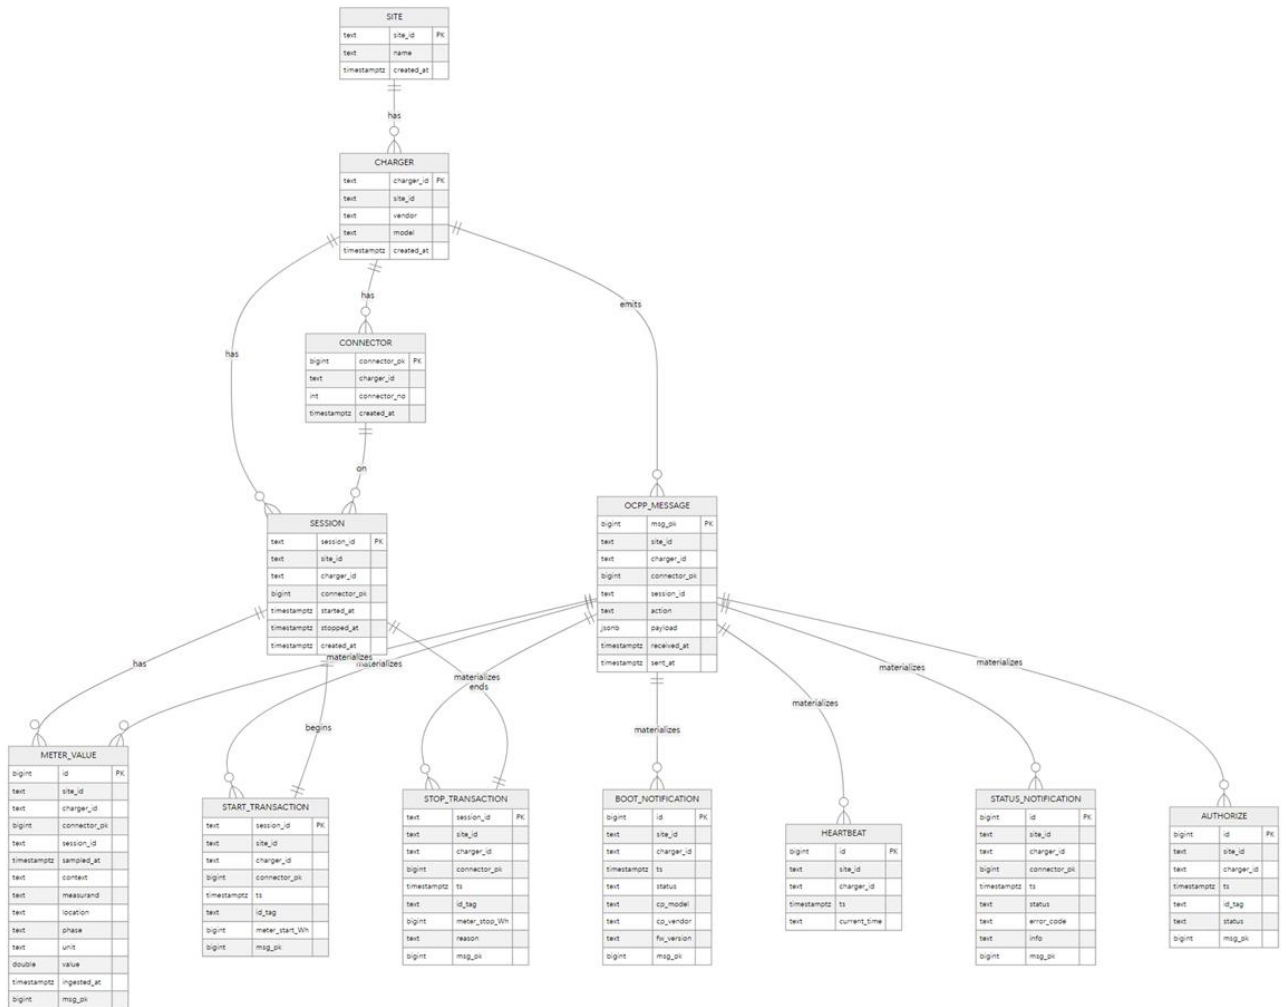 SITE
text site_id PK
text name
timestamptz created_at
has
CHARGER
text charger_id PK
text site_id
text vendor
text model
timestamptz created_at
has
has
emits
CONNECTOR
bigint connector_pk PK
text charger_id
int connector_no
timestamptz created_at
on
SESSION
text session_id PK
text site_id
text charger_id
bigint connector_pk
timestamptz started_at
timestamptz stopped_at
timestamptz created_at
OCPP_MESSAGE
bigint msg_pk PK
text site_id
text charger_id
bigint connector_pk
text session_id
text action
jsonb payload
timestamptz received_at
timestamptz sent_at
has
materializes
materializes
begins
materializes
ends
materializes
materializes
materializes
materializes
METER_VALUE
bigint id PK
text site_id
text charger_id
bigint connector_pk
text session_id
timestamptz sampled_at
text context
text measurand
text location
text phase
text unit
double value
timestamptz ingested_at
bigint msg_pk
START_TRANSACTION
text session_id PK
text site_id
text charger_id
bigint connector_pk
timestamptz ts
text id_tag
bigint meter_start_Wh
bigint msg_pk
STOP_TRANSACTION
text session_id PK
text site_id
text charger_id
bigint connector_pk
timestamptz ts
text id_tag
bigint meter_stop_Wh
text reason
bigint msg_pk
BOOT_NOTIFICATION
bigint id PK
text site_id
text charger_id
timestamptz ts
text status
text cp_model
text cp_vendor
text fw_version
bigint msg_pk
HEARTBEAT
bigint id PK
text site_id
text charger_id
timestamptz ts
text current_time
STATUS_NOTIFICATION
bigint id PK
text site_id
text charger_id
bigint connector_pk
timestamptz ts
text status
text error_code
text info
bigint msg_pk
AUTHORIZE
bigint id PK
text site_id
text charger_id
timestamptz ts
text id_tag
text status
bigint msg_pk